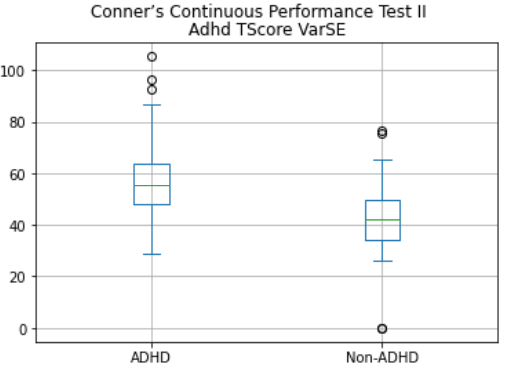 Conner’s Continuous Performance Test II
Adhd TScore VarSE
100
80
60
40
20
0
ADHD Non-ADHD